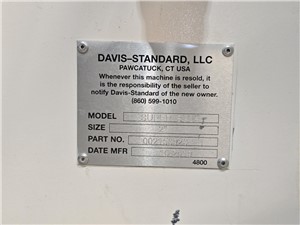 DAVIS-STANDARD, LLC
PAWCATUCK, CT USA
Whenever this machine is resold, it
is the responsibility of the seller to
notify Davis-Standard of the new owner.
(860) 599-1010
MODEL
SIZE
PART NO.
DATE MFR
4800